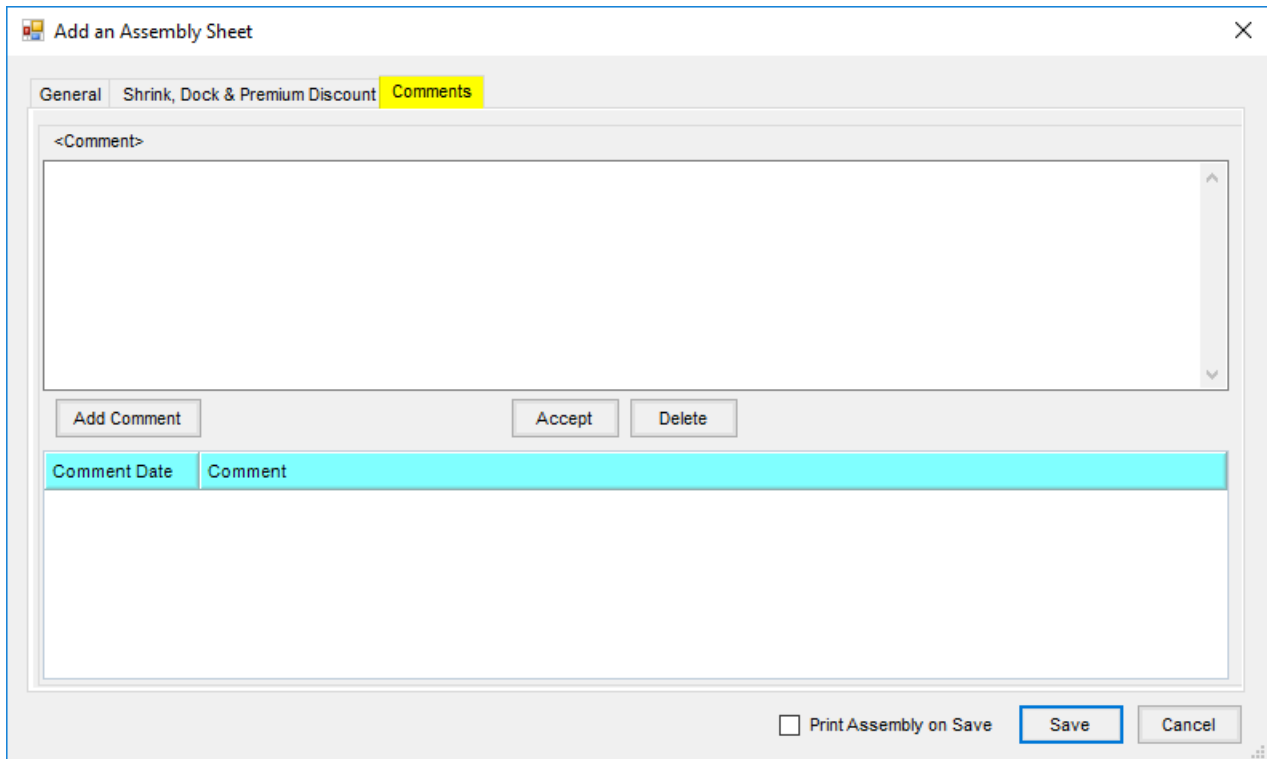 Add an Assembly Sheet
General Shrink, Dock & Premium Discount Comments
<Comment>
Add Comment Accept Delete
Comment Date Comment
Print Assembly on Save Save Cancel